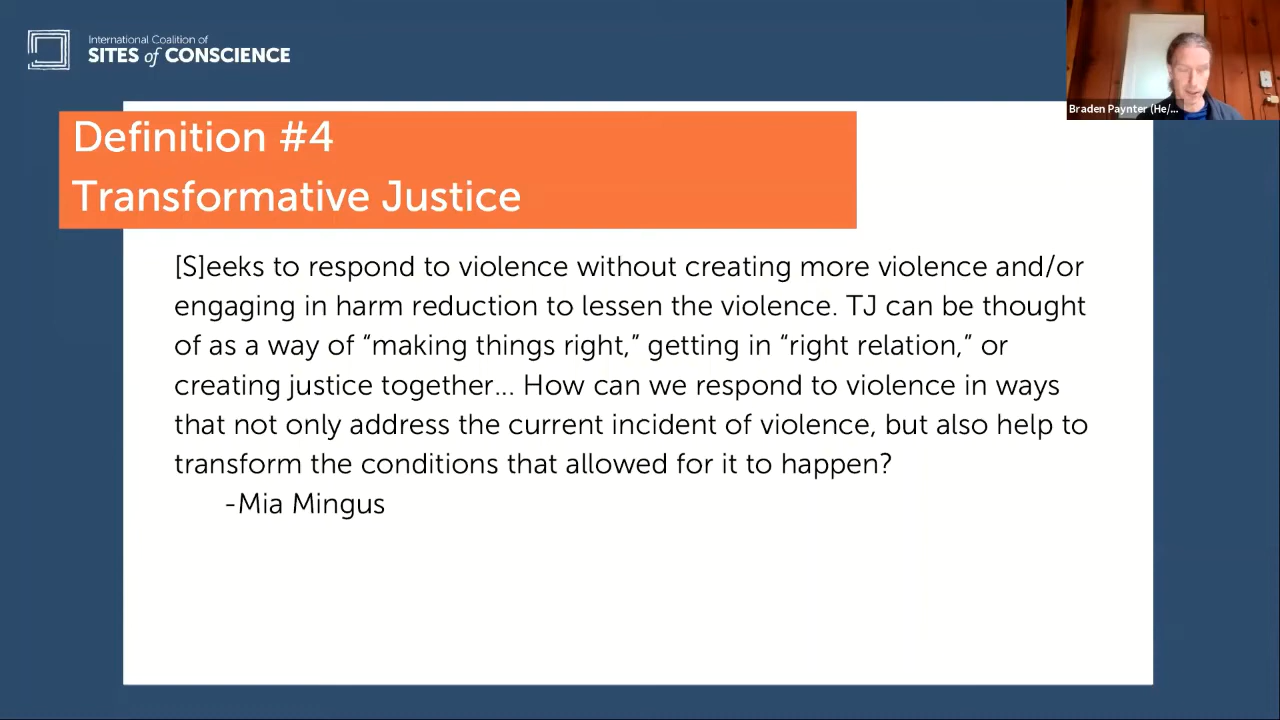 International Coalition of
SITES of CONSCIENCE
Braden Paynter (He/...
Definition #4
Transformative Justice
[S]eeks to respond to violence without creating more violence and/or
engaging in harm reduction to lessen the violence. TJ can be thought
of as a way of “making things right,” getting in “right relation,” or
creating justice together... How can we respond to violence in ways
that not only address the current incident of violence, but also help to
transform the conditions that allowed for it to happen?
-Mia Mingus